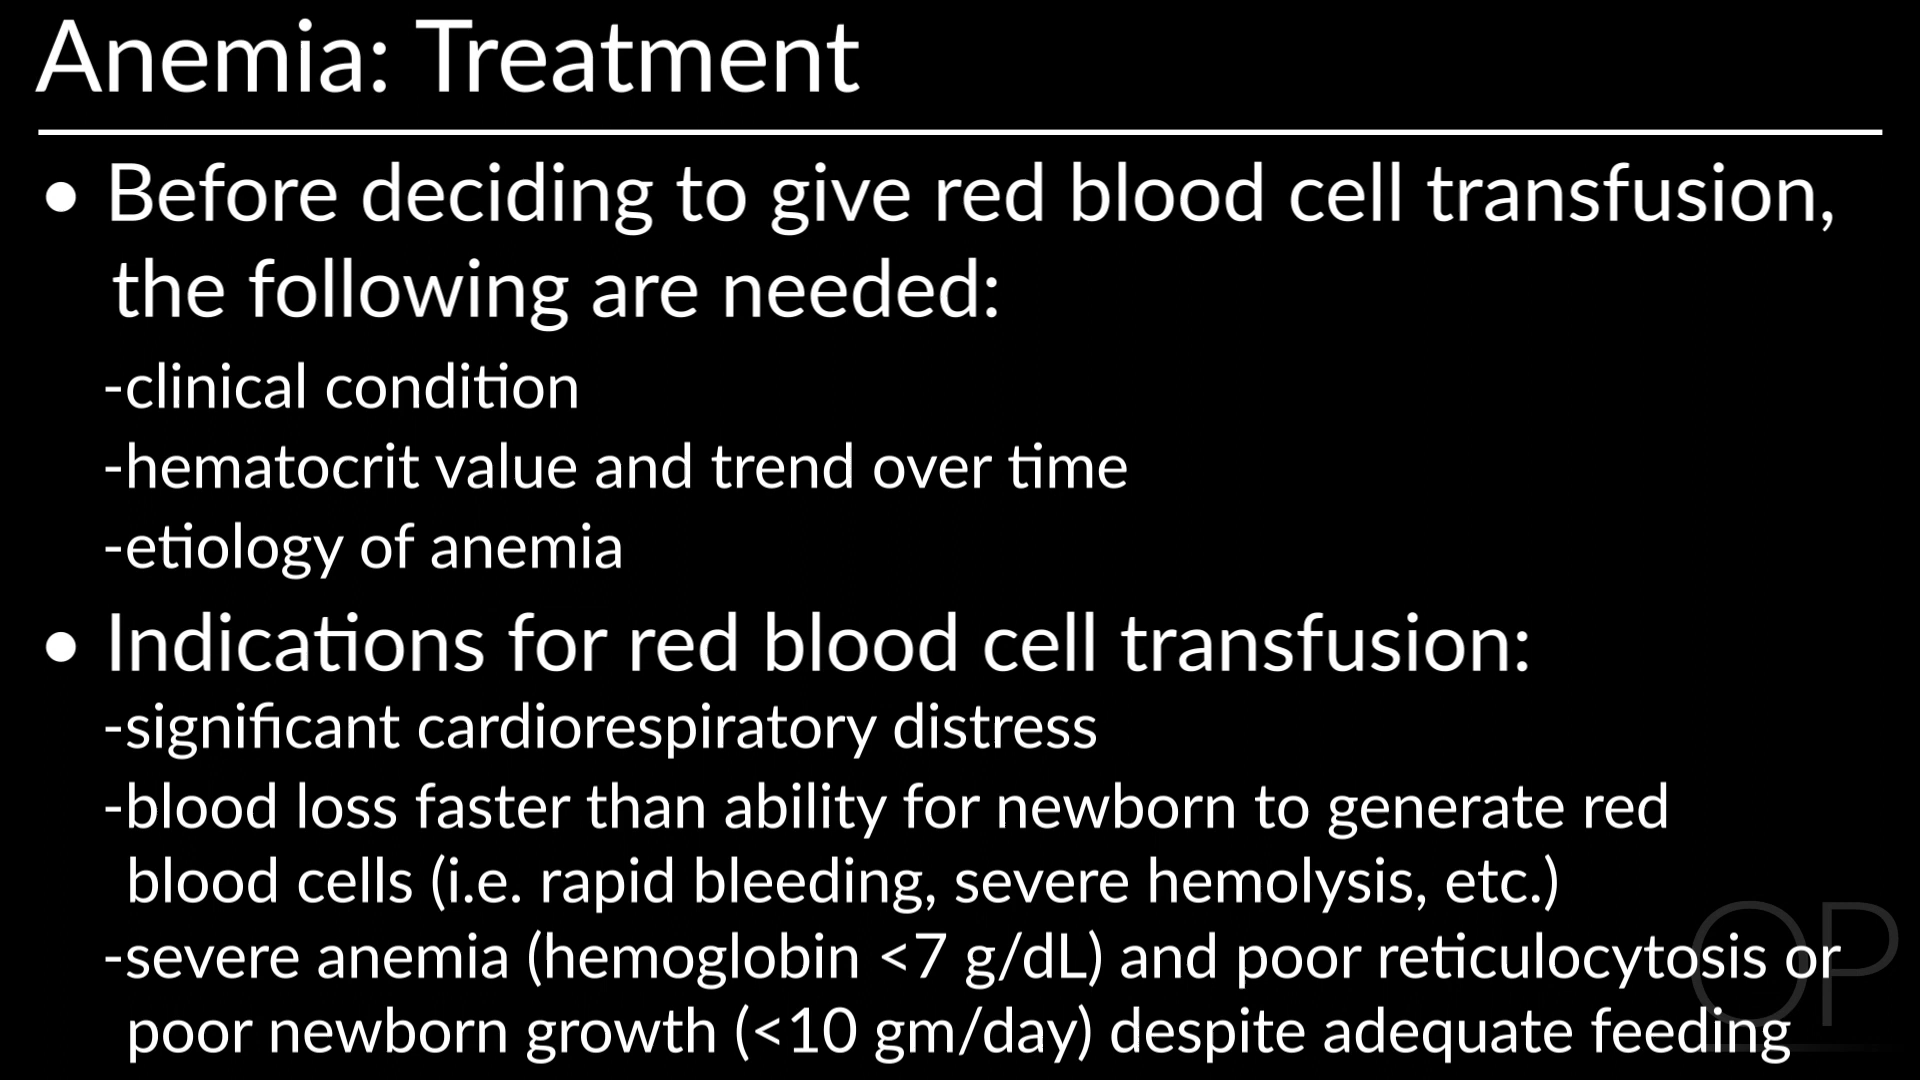 Anemia: Treatment
• Before deciding to give red blood cell transfusion,
the following are needed:
-clinical condition
-hematocrit value and trend over time
-etiology of anemia
• Indications for red blood cell transfusion:
-significant cardiorespiratory distress
-blood loss faster than ability for newborn to generate red
blood cells (i.e. rapid bleeding, severe hemolysis, etc.)
-severe anemia (hemoglobin <7 g/dL) and poor reticulocytosis or
poor newborn growth (<10 gm/day) despite adequate feeding
OP